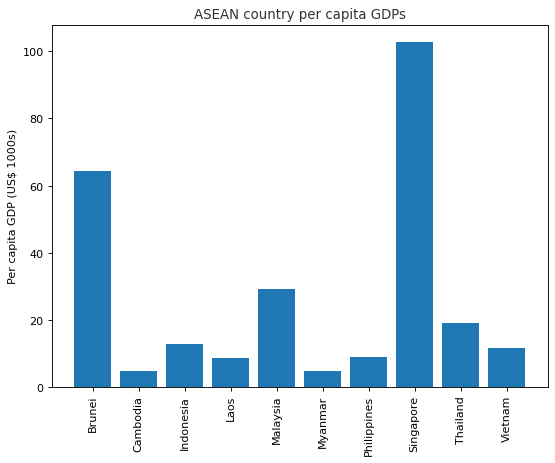 ASEAN country per capita GDPs
Per capita GDP (US$ 1000s)
100
80
60
40
20
0
Brunei
Cambodia
Indonesia
Laos
Malaysia
Myanmar
Philippines
Singapore
Thailand
Vietnam